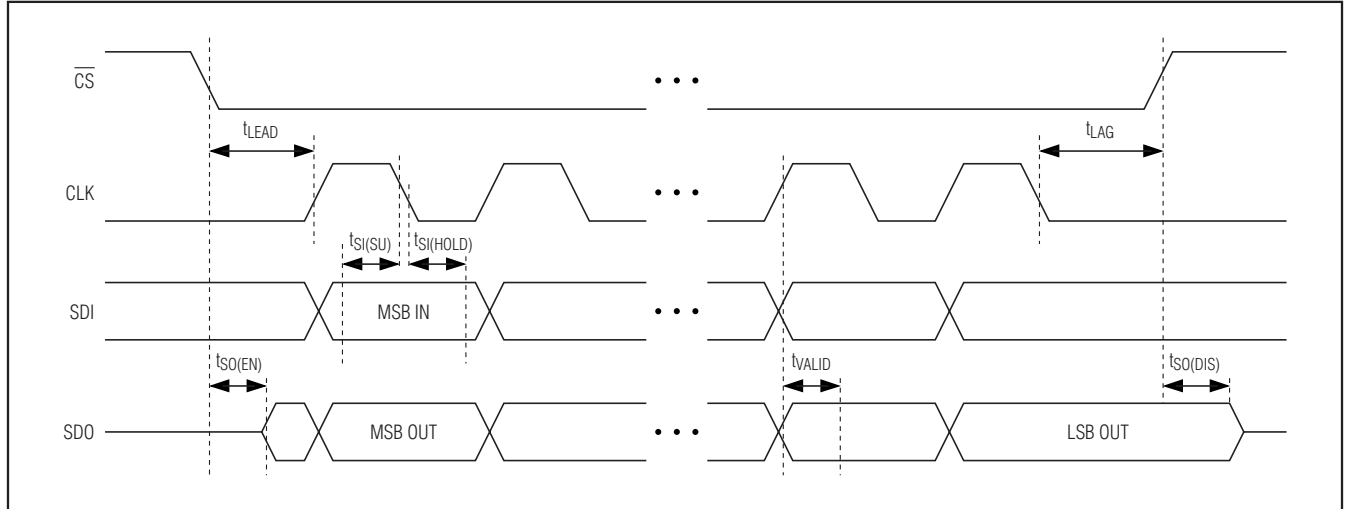 CS
tLEAD
tLAG
CLK
tSI(SU)
tSI(HOLD)
SDI
MSB IN
tSO(EN)
tVALID
tSO(DIS)
SDO
MSB OUT
LSB OUT